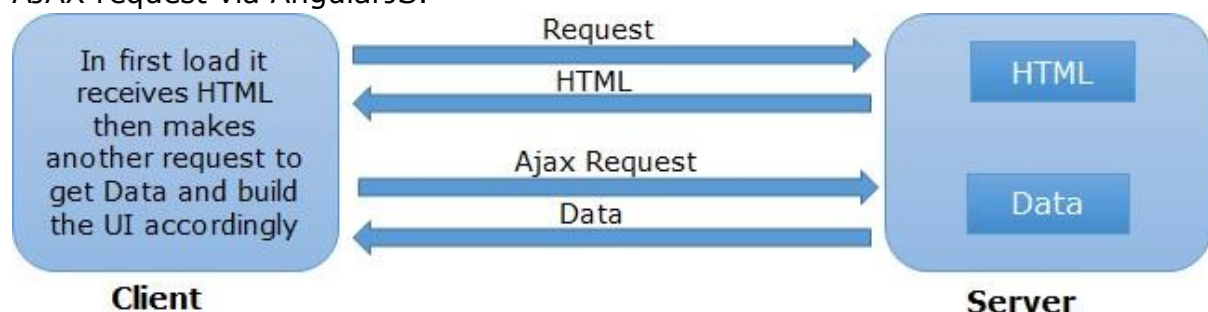 AJAX request via AngularJS.
In first load it
receives HTML
then makes
another request to
get Data and build
the UI accordingly
Request
HTML
Ajax Request
Data
HTML
Data
Client
Server